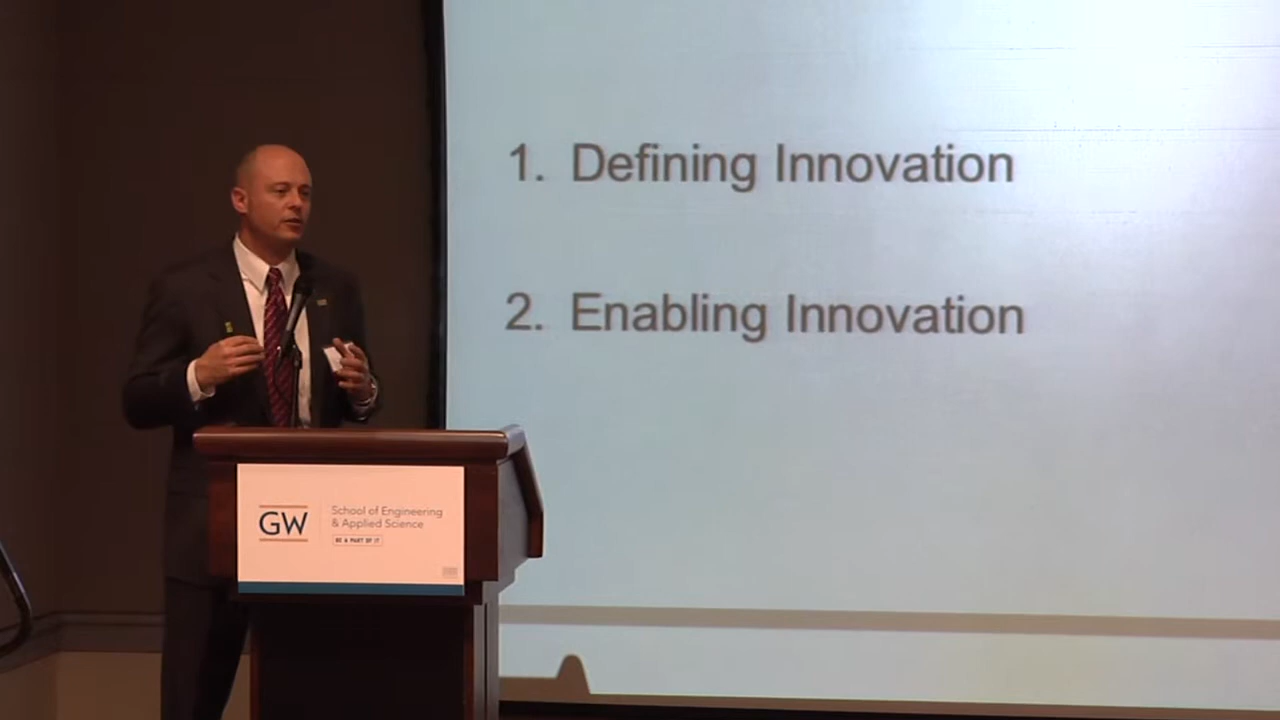 1. Defining Innovation
2. Enabling Innovation
GW
School of Engineering
& Applied Science
BE A PART OF IT